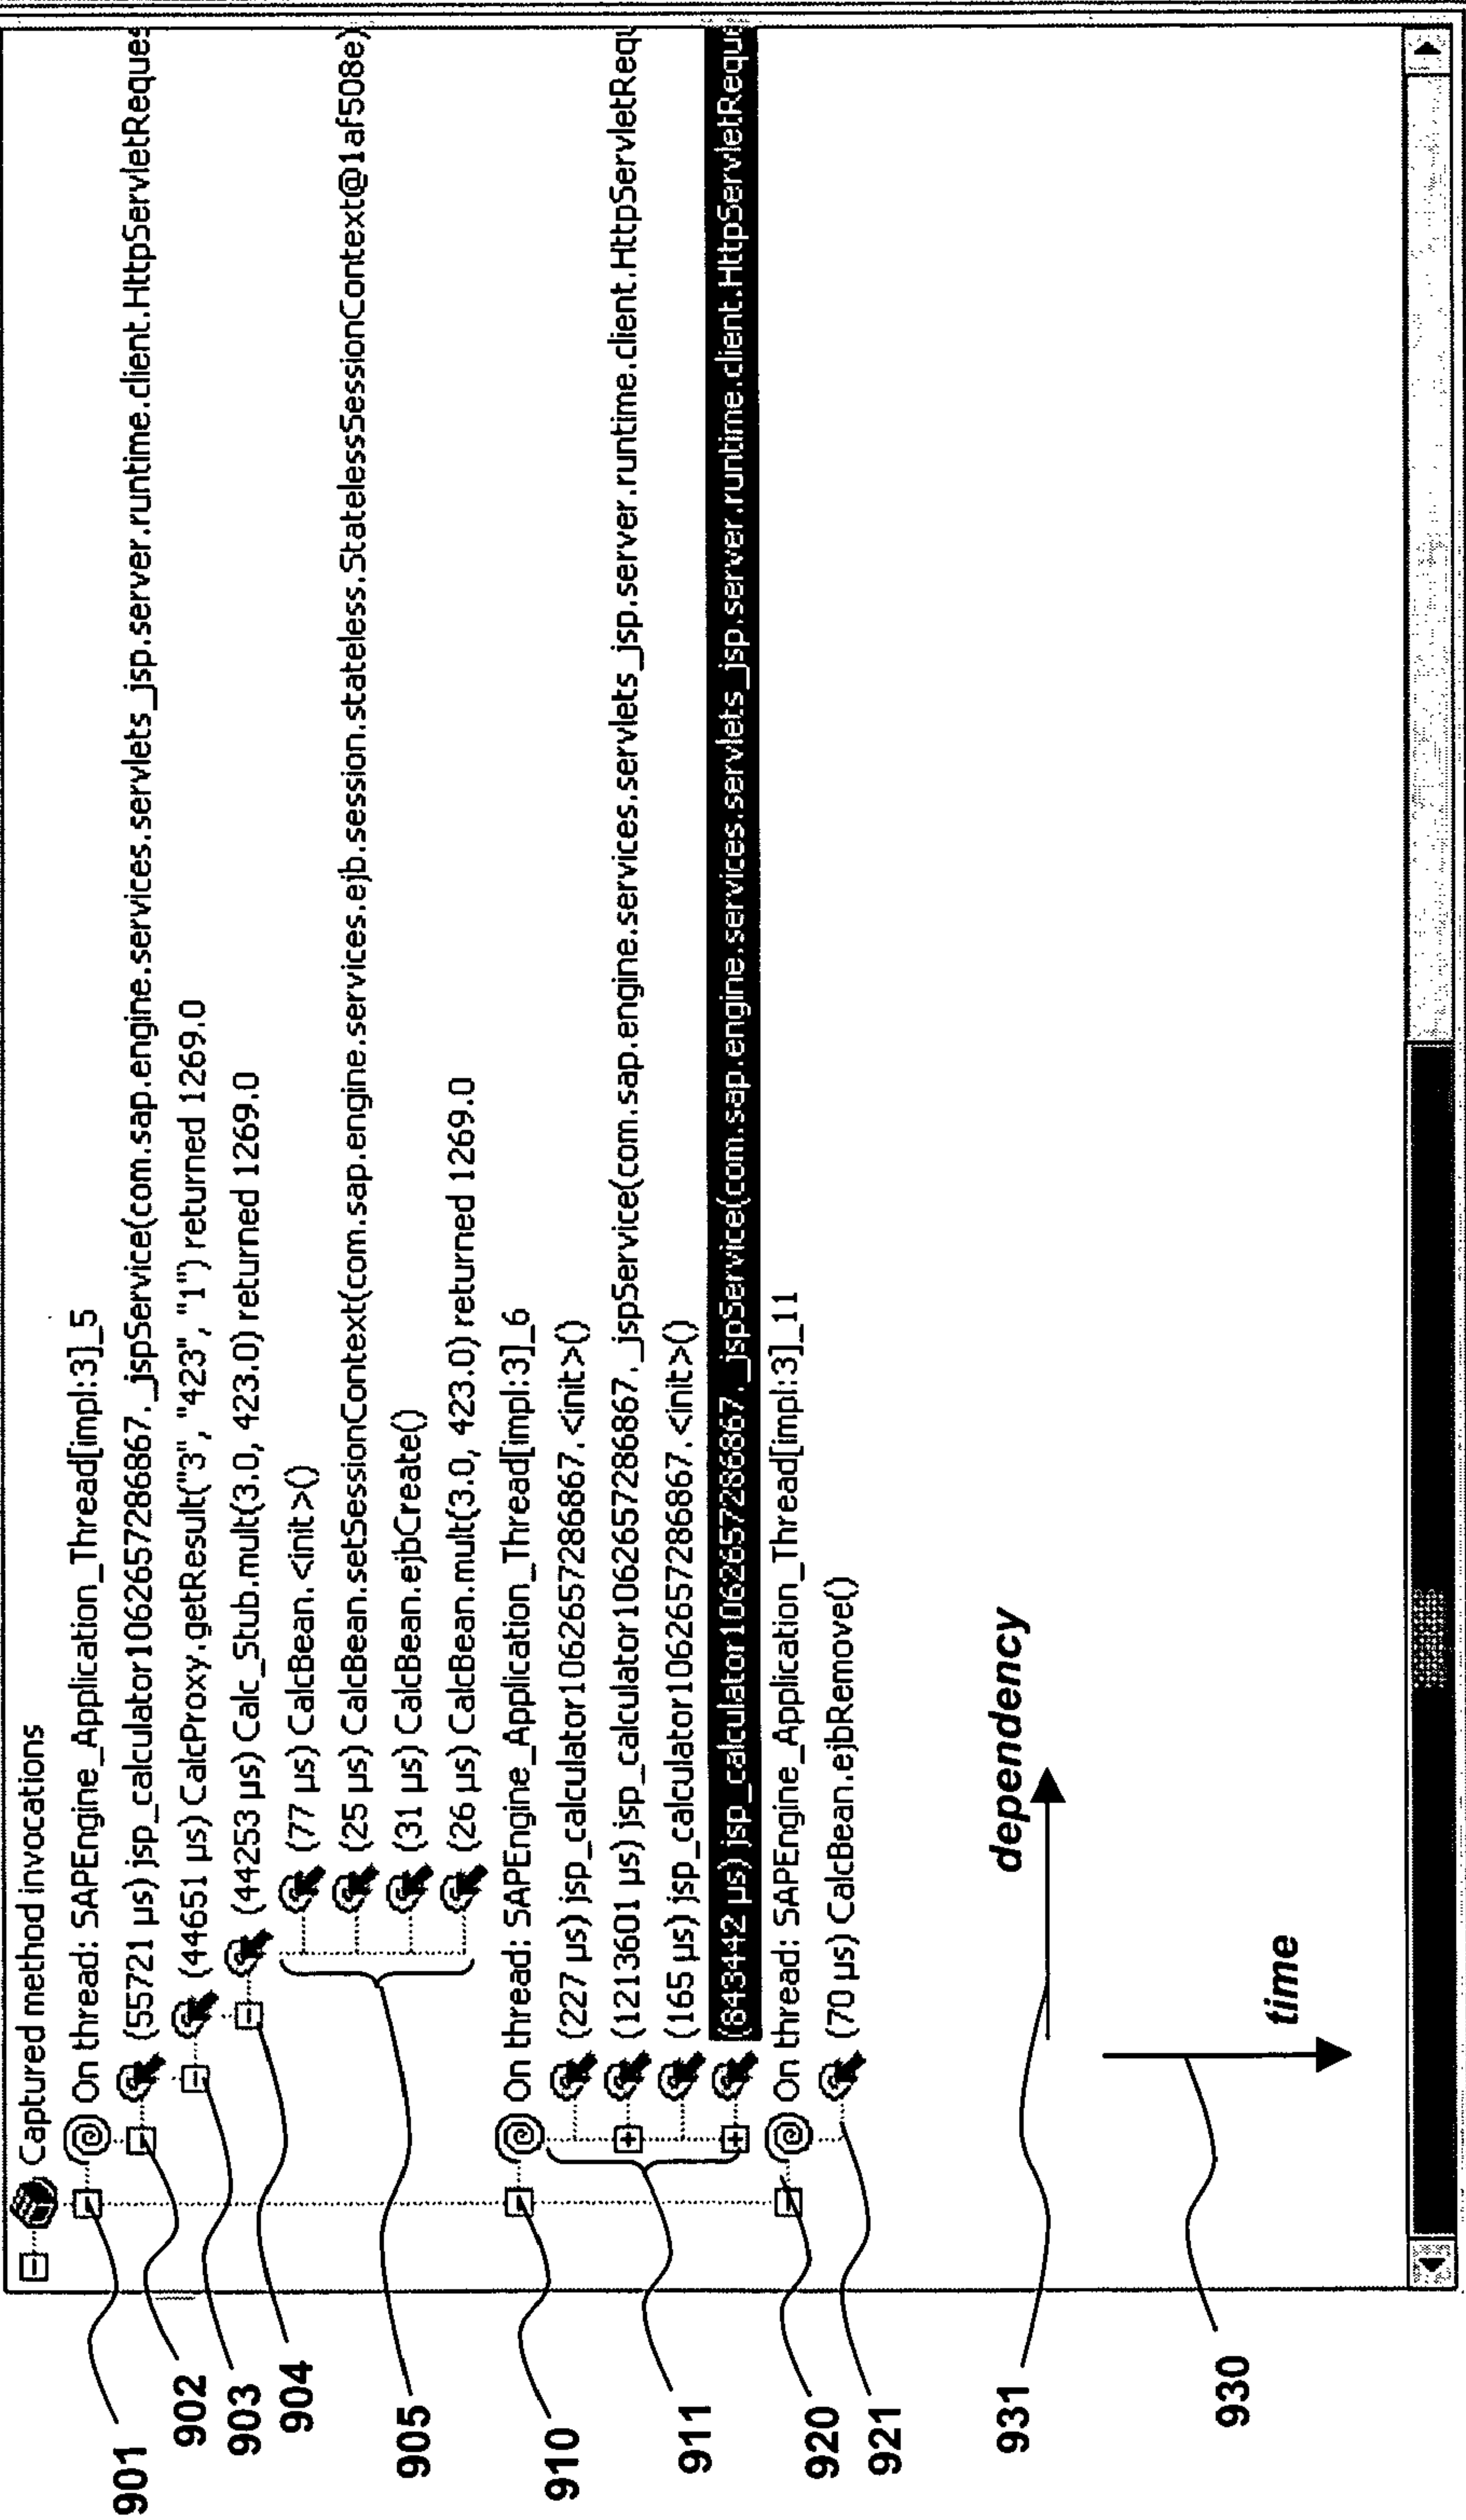 Captured method invocations
On thread: SAPEngine_Application_Thread[impl:3]_5
(55721 µs) jsp_calculator1062657286867._jspService(com.sap.engine.services.servlets_jsp.server.runtime.client.HttpServletReques
(44651 µs) CalcProxy.getResult("3", "423", "1") returned 1269.0
(44253 µs) Calc_Stub.mult(3.0, 423.0) returned 1269.0
(77 µs) CalcBean.<init>()
(25 µs) CalcBean.setSessionContext(com.sap.engine.services.ejb.session.stateless.StatelessSessionContext@1af508e)
(31 µs) CalcBean.ejbCreate()
(26 µs) CalcBean.mult(3.0, 423.0) returned 1269.0
On thread: SAPEngine_Application_Thread[impl:3]_6
(227 µs) jsp_calculator1062657286867.<init>()
(1213601 µs) jsp_calculator1062657286867._jspService(com.sap.engine.services.servlets_jsp.server.runtime.client.HttpServletRequ
(165 µs) jsp_calculator1062657286867.<init>()
(843442 µs) jsp_calculator1062657286867._jspService(com.sap.engine.services.servlets_jsp.server.runtime.client.HttpServletReque
On thread: SAPEngine_Application_Thread[impl:3]_11
(70 µs) CalcBean.ejbRemove()
dependency
time
901
902
903
904
905
910
911
920
921
931
930